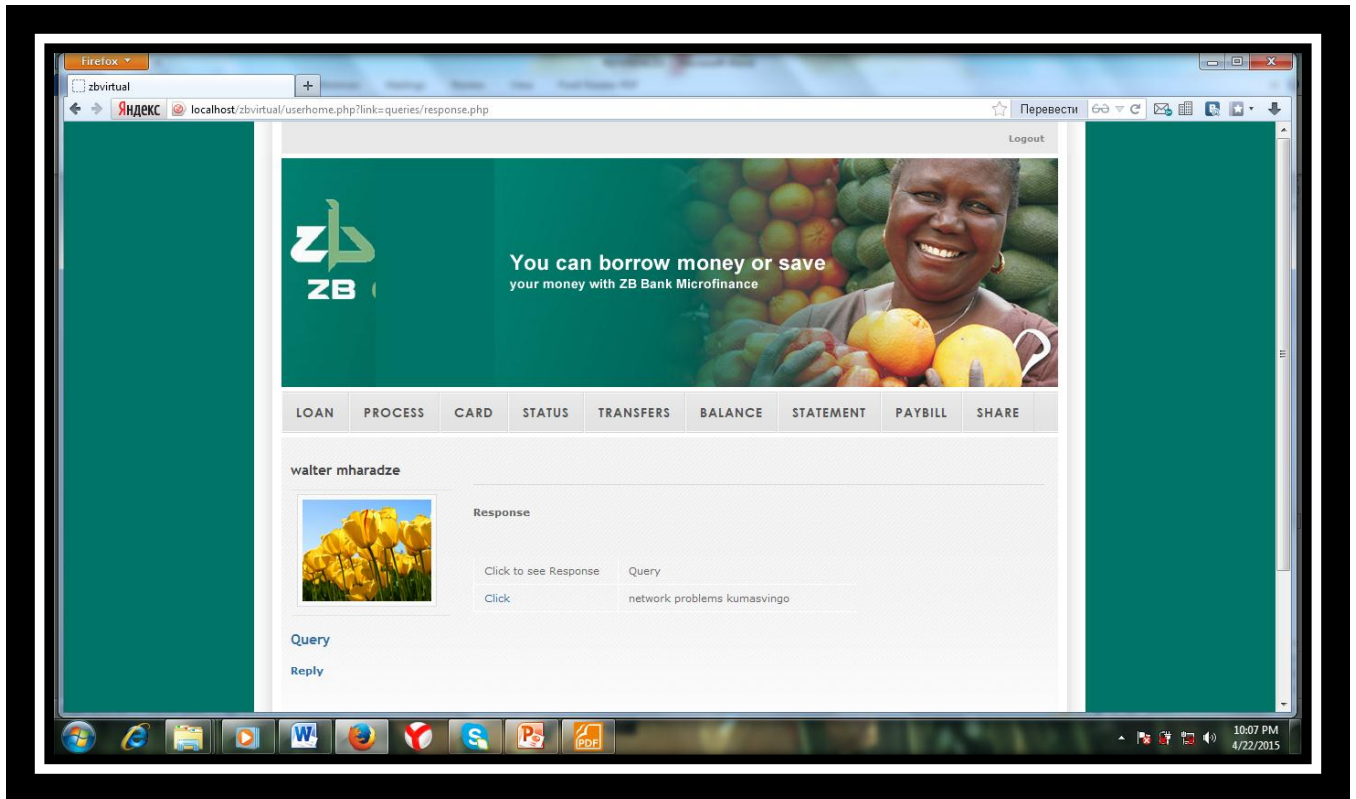 Firefox
zbvirtual
Яндекс localhost/zbvirtual/userhome.php?link=queries/response.php Перевести
Logout
zb
ZB
You can borrow money or save
your money with ZB Bank Microfinance
LOAN PROCESS CARD STATUS TRANSFERS BALANCE STATEMENT PAYBILL SHARE
walter mharadze
Response
Click to see Response Query
Click network problems kumasvingo
Query
Reply
10:07 PM
4/22/2015